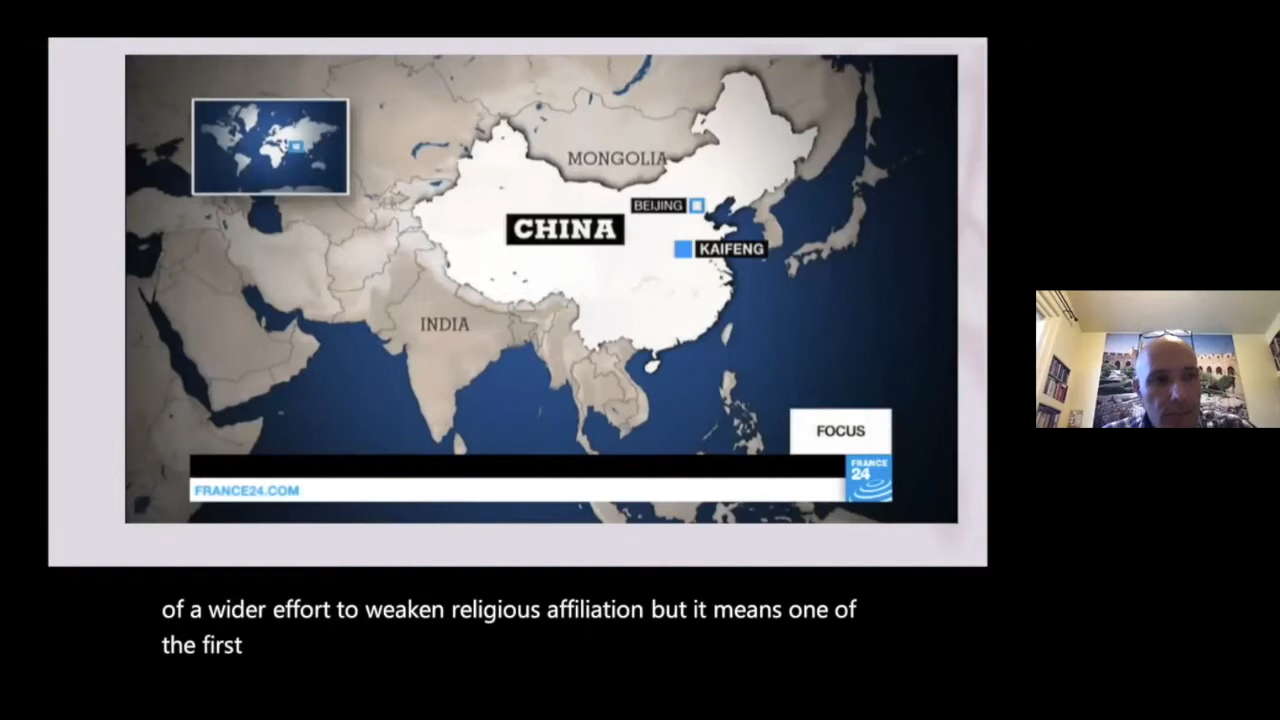 MONGOLIA
BEIJING
CHINA
KAIFENG
INDIA
FOCUS
FRANCE
24
FRANCE24.COM
of a wider effort to weaken religious affiliation but it means one of
the first